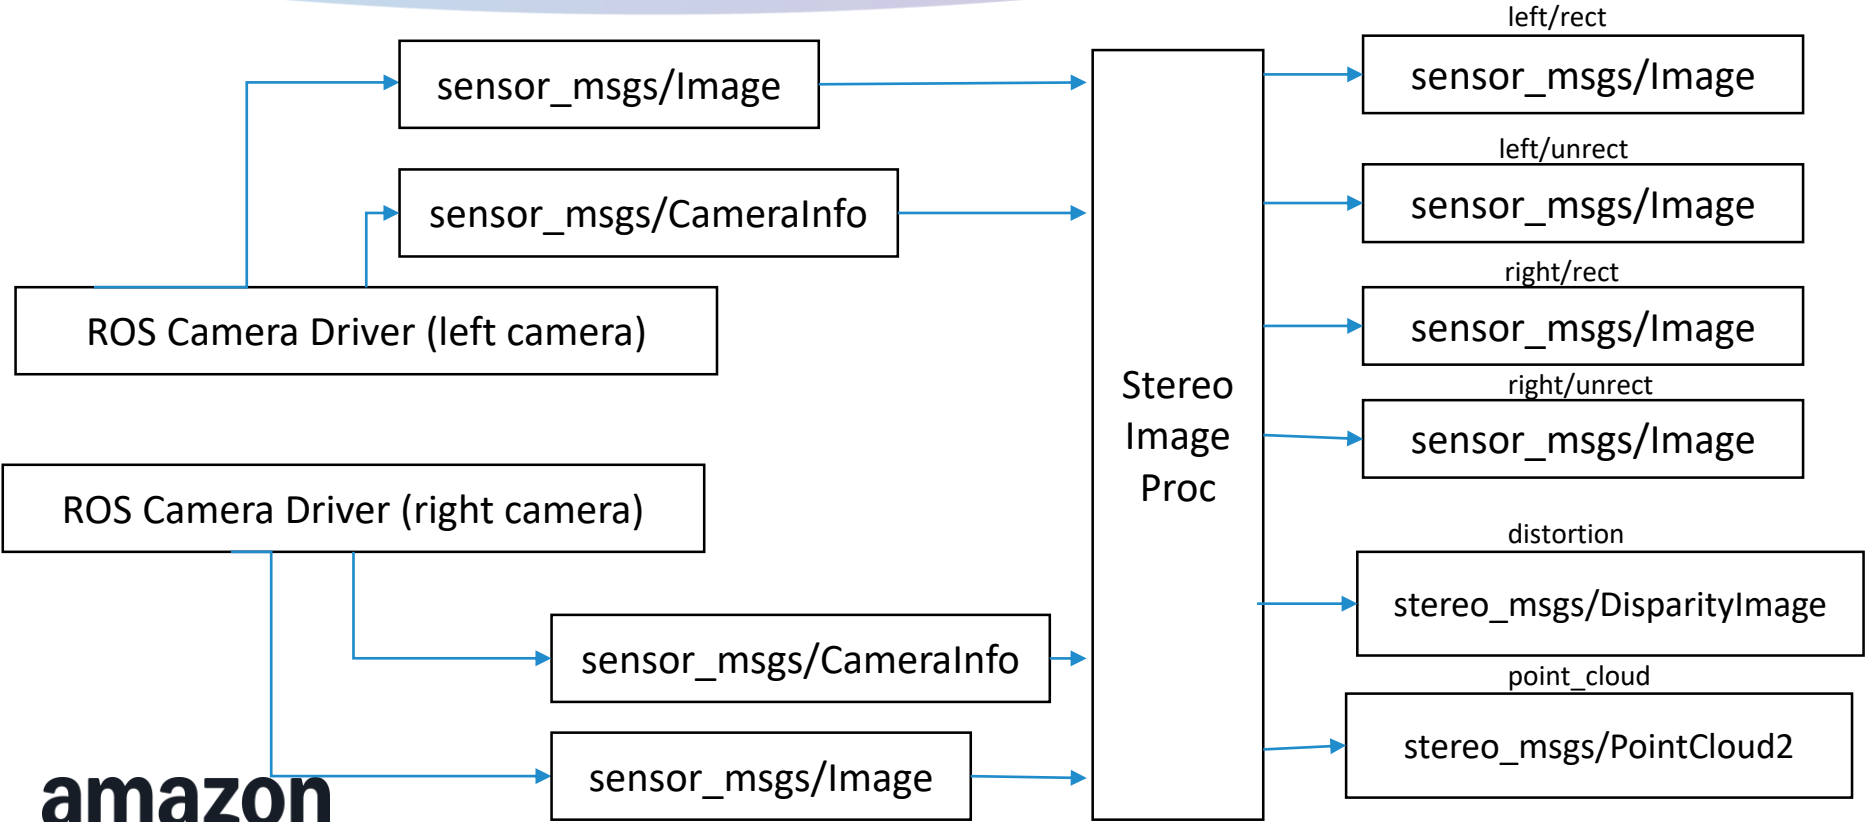 left/rect
sensor_msgs/Image
sensor_msgs/Image
left/unrect
sensor_msgs/CameraInfo
sensor_msgs/Image
right/rect
ROS Camera Driver (left camera)
sensor_msgs/Image
Stereo
Image
Proc
right/unrect
sensor_msgs/Image
ROS Camera Driver (right camera)
distortion
stereo_msgs/DisparityImage
sensor_msgs/CameraInfo
point_cloud
stereo_msgs/PointCloud2
sensor_msgs/Image
amazon